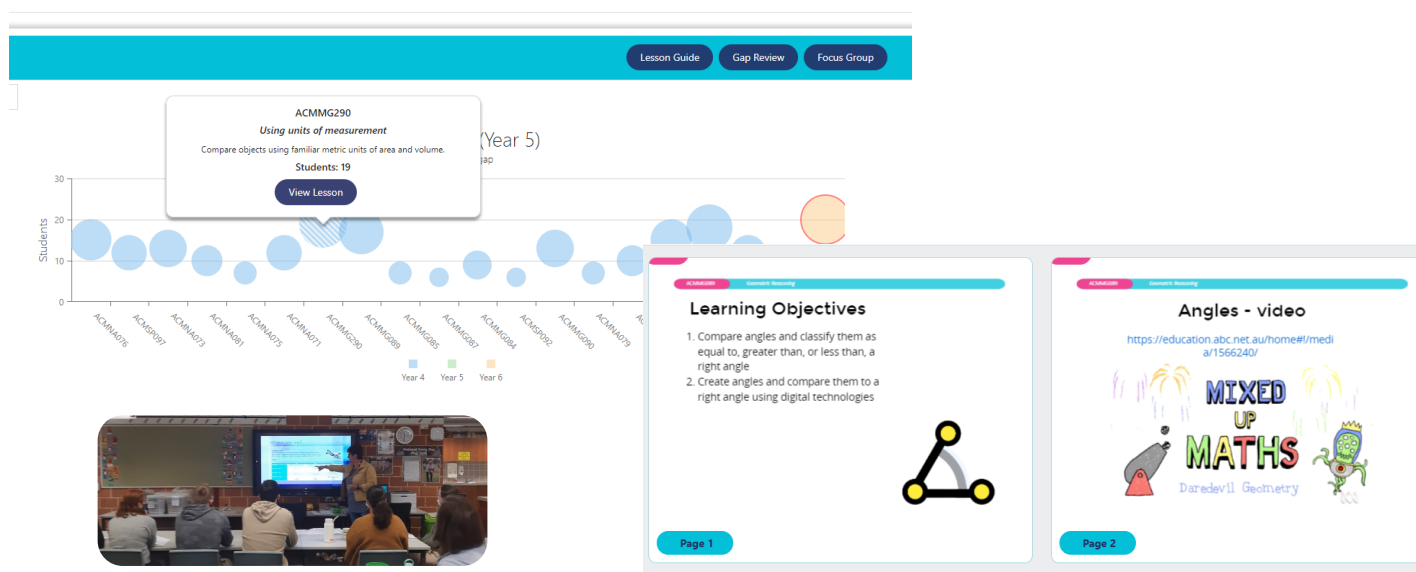 Lesson Guide
Gap Review
Focus Group
ACMMG290
Using units of measurement
Compare objects using familiar metric units of area and volume.
Students: 19
View Lesson
(Year 5)
gap
30
20
10
0
Students
ACMNA076
ACMSP097
ACMNA073
ACMNA081
ACMNA075
ACMNA071
ACMMG290
ACMMG089
ACMMG085
ACMMG087
ACMMG084
ACMSP092
ACMMG090
ACMNA079
Year 4
Year 5
Year 6
ACMMG089
Geometric Reasoning
Learning Objectives
1. Compare angles and classify them as
equal to, greater than, or less than, a
right angle
2. Create angles and compare them to a
right angle using digital technologies
Page 1
ACMMG089
Geometric Reasoning
Angles - video
https://education.abc.net.au/home#!/medi
a/1566240/
MIXED
UP
MATHS
Daredevil Geometry
Page 2